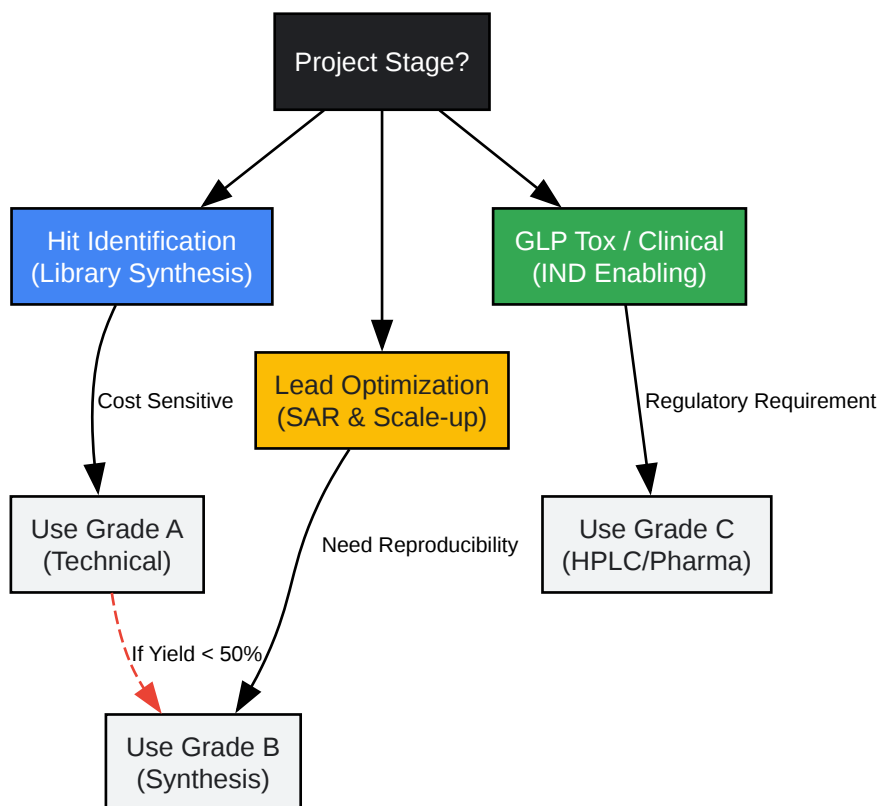 Project Stage?
Hit Identification
(Library Synthesis)
GLP Tox / Clinical
(IND Enabling)
Lead Optimization
(SAR & Scale-up)
Cost Sensitive
Regulatory Requirement
Use Grade A
(Technical)
Need Reproducibility
Use Grade C
(HPLC/Pharma)
If Yield < 50%
Use Grade B
(Synthesis)